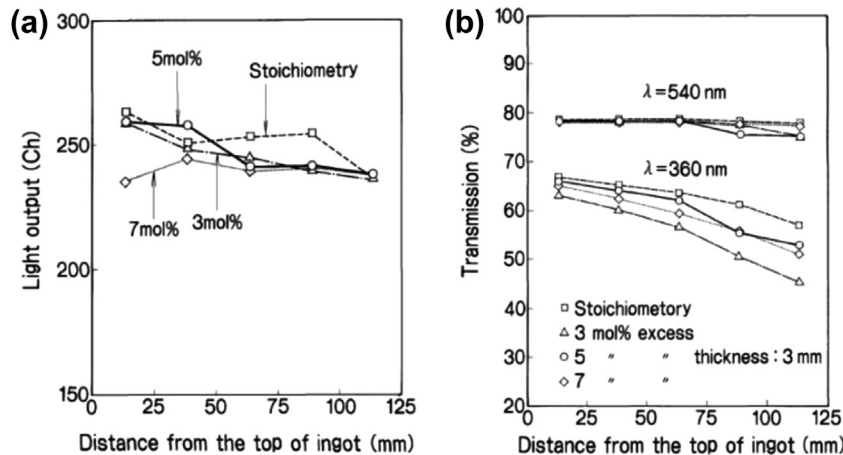 (a)
300
250
200
150
Light output (Ch)
5mol%
Stoichiometry
7mol%
3mol%
0 25 50 75 100 125
Distance from the top of ingot (mm)
(b)
100
90
80
70
60
50
40
30
20
Transmission (%)
λ=540 nm
λ=360 nm
Stoichiometory
3 mol% excess
5 〃 〃 thickness : 3 mm
7 〃 〃
0 25 50 75 100 125
Distance from the top of ingot (mm)